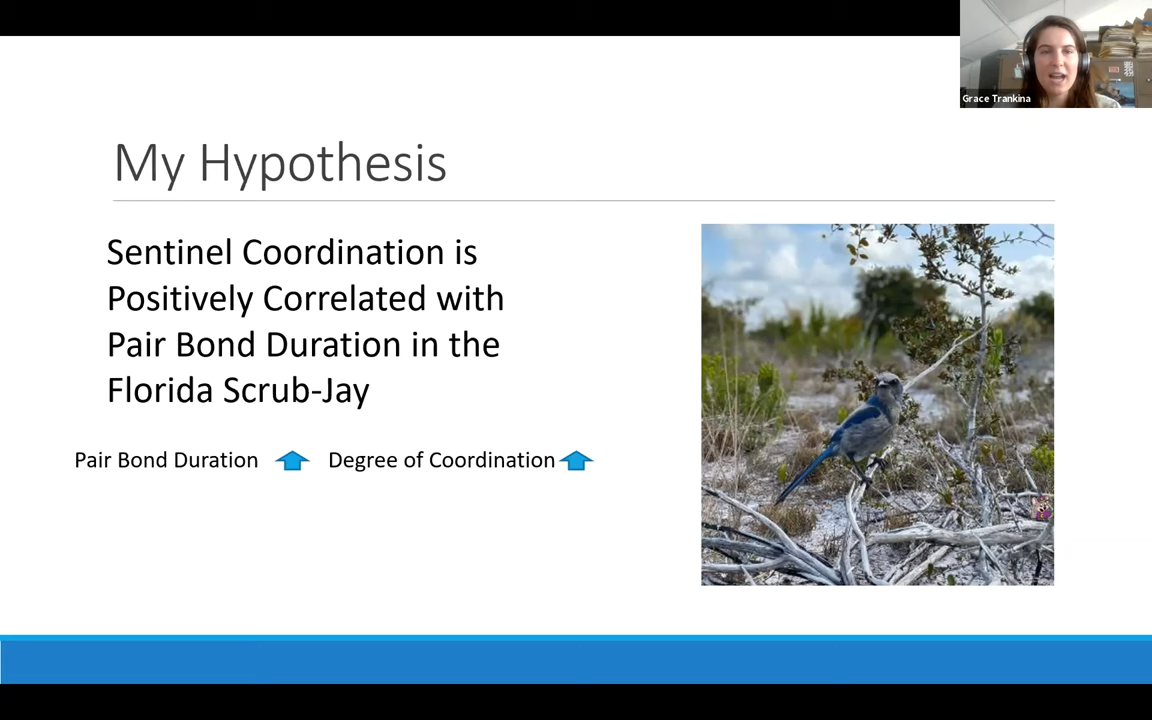 Grace Trankina
My Hypothesis
Sentinel Coordination is
Positively Correlated with
Pair Bond Duration in the
Florida Scrub-Jay
Pair Bond Duration Degree of Coordination